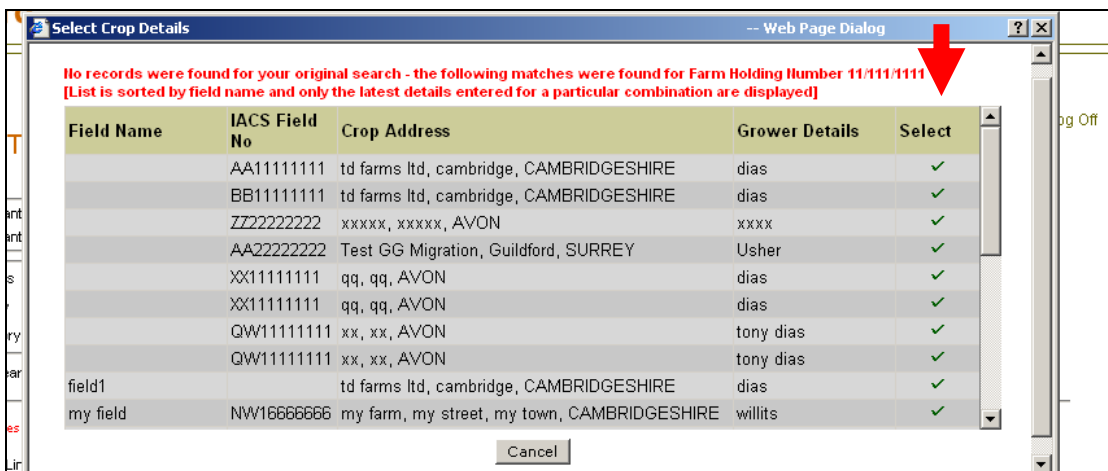 Select Crop Details -- Web Page Dialog
No records were found for your original search - the following matches were found for Farm Holding Number 11/111/1111
[List is sorted by field name and only the latest details entered for a particular combination are displayed]
og Off
Field Name IACS Field No Crop Address Grower Details Select
AA11111111 td farms ltd, cambridge, CAMBRIDGESHIRE dias
BB11111111 td farms ltd, cambridge, CAMBRIDGESHIRE dias
ZZ22222222 xxxxx, xxxxx, AVON xxxx
AA22222222 Test GG Migration, Guildford, SURREY Usher
XX11111111 qq, qq, AVON dias
XX11111111 qq, qq, AVON dias
QW11111111 xx, xx, AVON tony dias
QW11111111 xx, xx, AVON tony dias
field1 td farms ltd, cambridge, CAMBRIDGESHIRE dias
my field NW16666666 my farm, my street, my town, CAMBRIDGESHIRE willits
Cancel